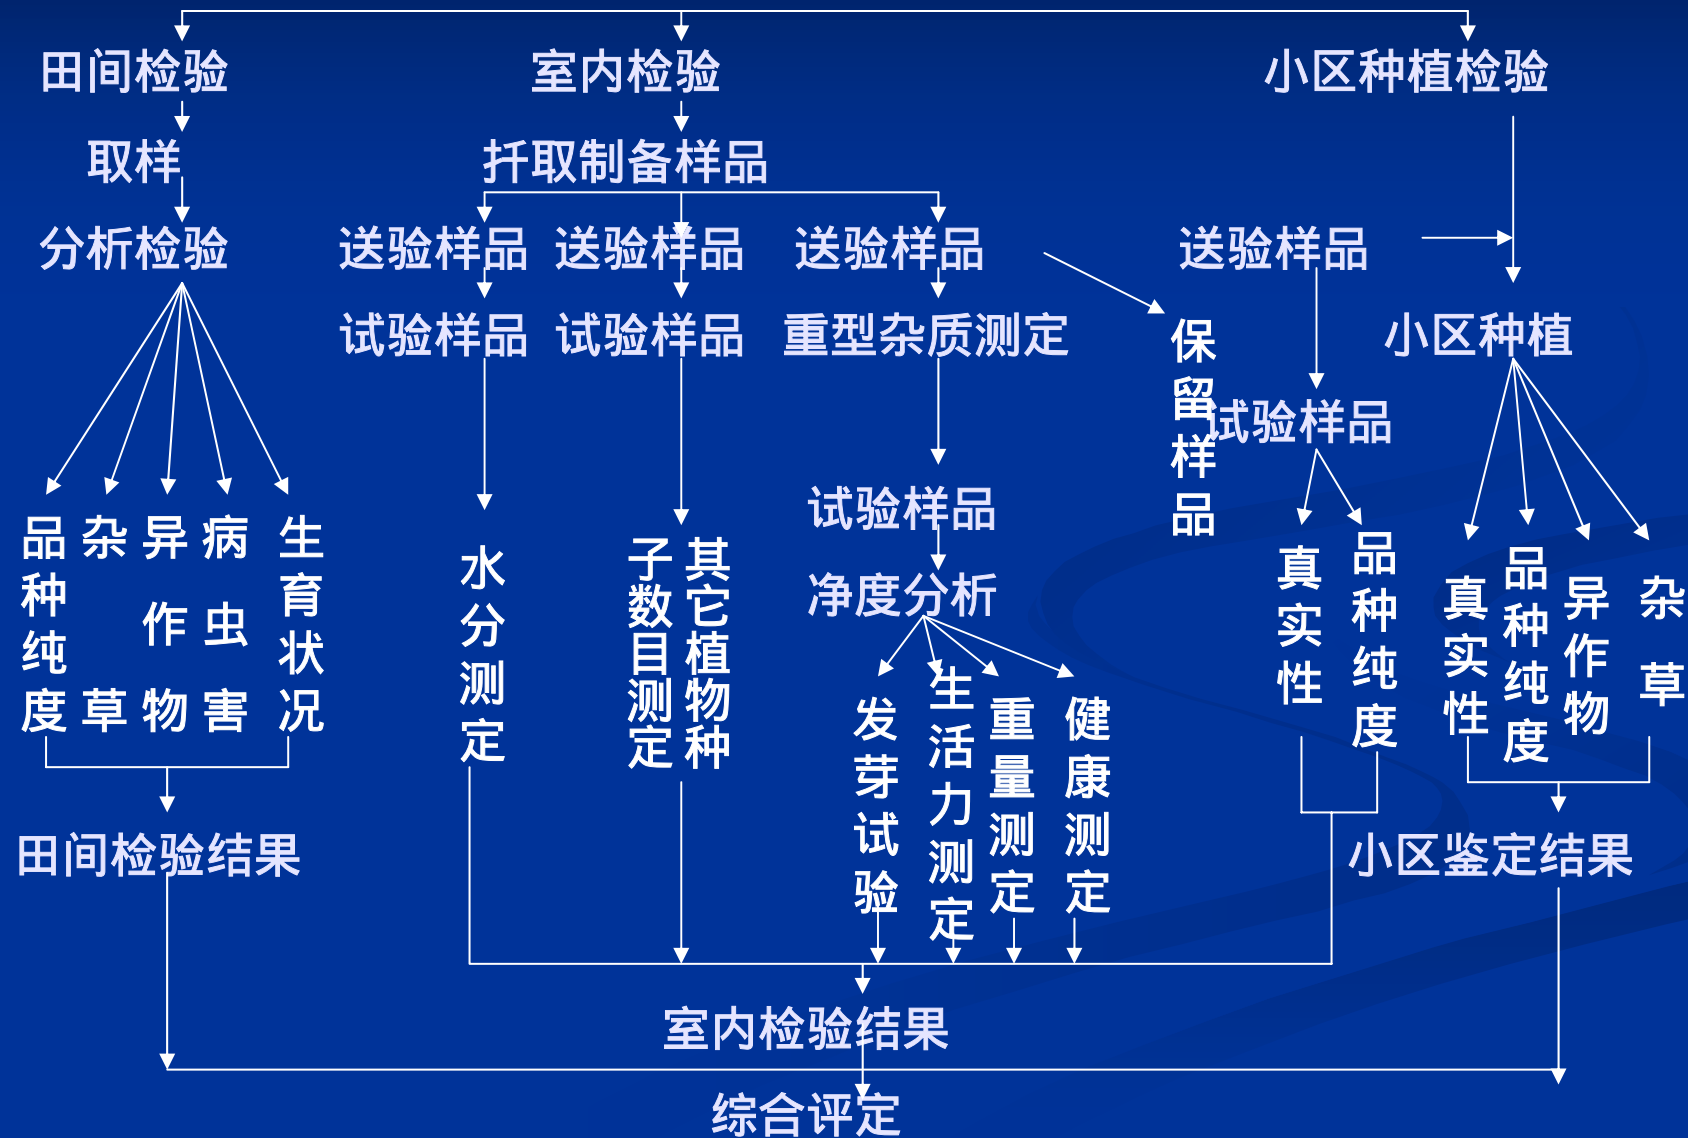 田间检验
室内检验
小区种植检验
取样
扦取制备样品
分析检验
送验样品
送验样品
送验样品
送验样品
试验样品
试验样品
重型杂质测定
保留样品
小区种植
试验样品
试验样品
净度分析
品种纯度
杂草
异作物
病虫害
生育状况
水分测定
其它植物种
子数目测定
发芽试验
生活力测定
重量测定
健康测定
真实性
品种纯度
真实性
品种纯度
异作物
杂草
田间检验结果
小区鉴定结果
室内检验结果
综合评定